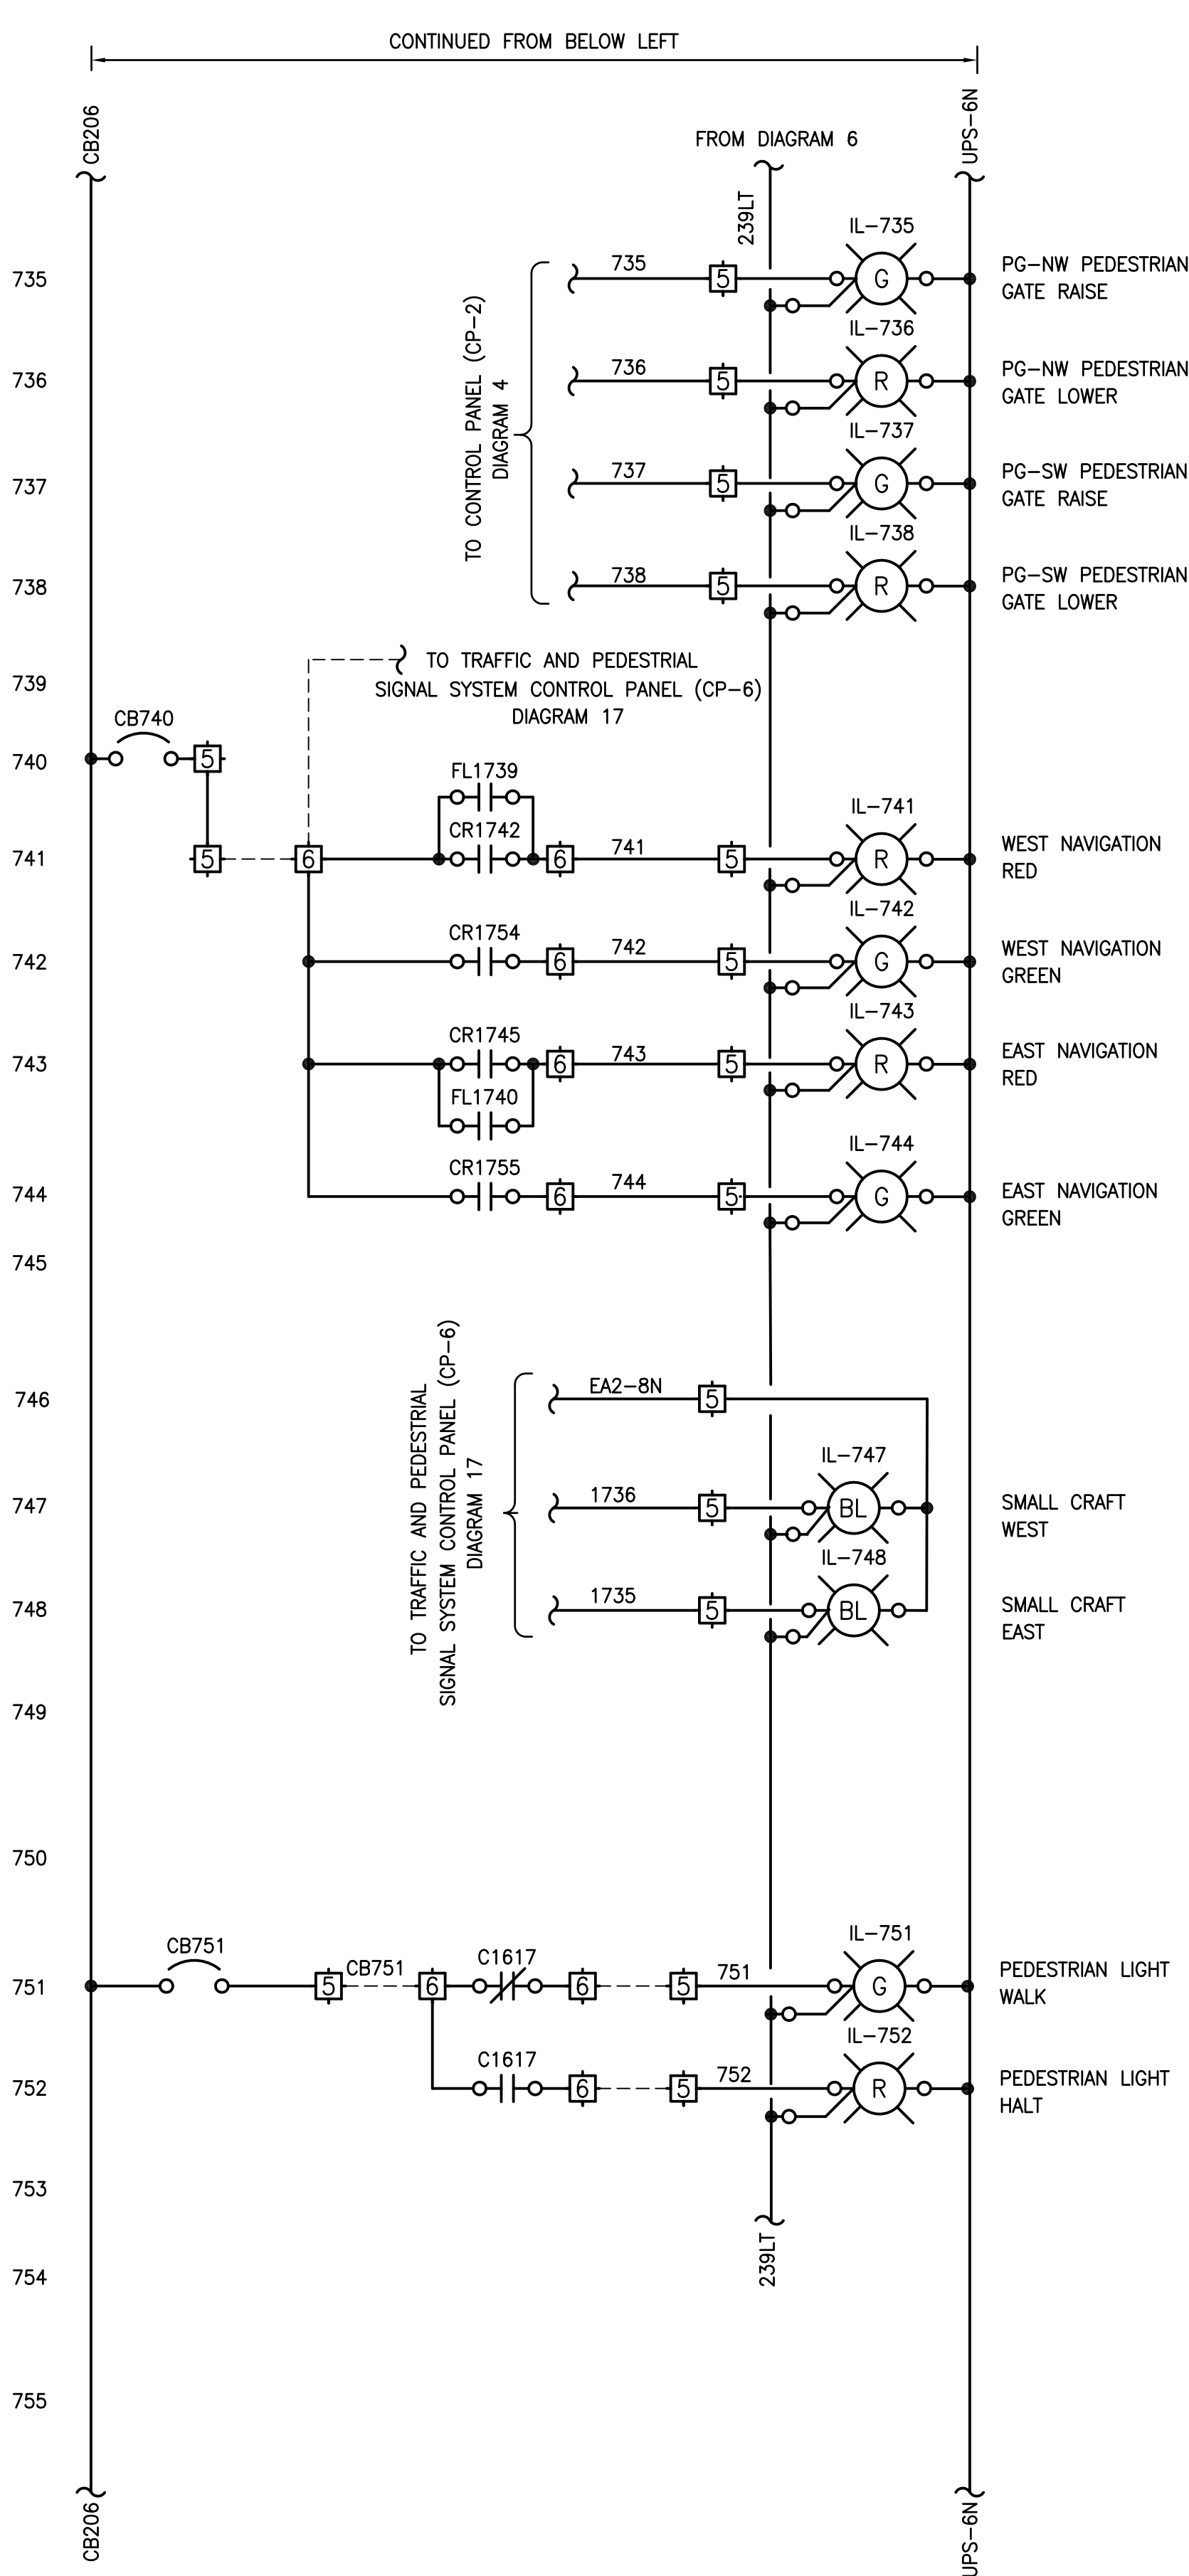 CONTINUED FROM BELOW LEFT
CB206
UPS-6N
FROM DIAGRAM 6
239LT
TO CONTROL PANEL (CP-2)
DIAGRAM 4
735
735
5
IL-735
G
PG-NW PEDESTRIAN
GATE RAISE
736
736
5
IL-736
R
PG-NW PEDESTRIAN
GATE LOWER
737
737
5
IL-737
G
PG-SW PEDESTRIAN
GATE RAISE
738
738
5
IL-738
R
PG-SW PEDESTRIAN
GATE LOWER
739
TO TRAFFIC AND PEDESTRIAL
SIGNAL SYSTEM CONTROL PANEL (CP-6)
DIAGRAM 17
740
CB740
5
FL1739
741
5
6
CR1742
6
741
5
IL-741
R
WEST NAVIGATION
RED
742
CR1754
6
742
5
IL-742
G
WEST NAVIGATION
GREEN
743
CR1745
6
743
5
IL-743
R
EAST NAVIGATION
RED
FL1740
744
CR1755
6
744
5
IL-744
G
EAST NAVIGATION
GREEN
745
TO TRAFFIC AND PEDESTRIAL
SIGNAL SYSTEM CONTROL PANEL (CP-6)
DIAGRAM 17
746
EA2-8N
5
747
1736
5
IL-747
BL
SMALL CRAFT
WEST
748
1735
5
IL-748
BL
SMALL CRAFT
EAST
749
750
751
CB751
5
CB751
6
C1617
6
5
751
IL-751
G
PEDESTRIAN LIGHT
WALK
752
C1617
6
5
752
IL-752
R
PEDESTRIAN LIGHT
HALT
753
239LT
754
755
CB206
UPS-6N